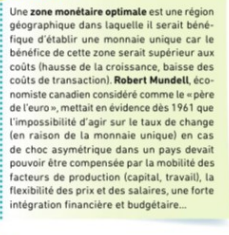 Une zone monétaire optimale est une région
géographique dans laquelle il serait béné-
fique d'établir une monnaie unique car le
bénéfice de cette zone serait supérieur aux
coûts (hausse de la croissance, baisse des
coûts de transaction). Robert Mundell, éco-
nomiste canadien considéré comme le « père
de l'euro », mettait en évidence dès 1961 que
l'impossibilité d'agir sur le taux de change
(en raison de la monnaie unique) en cas
de choc asymétrique dans un pays devait
pouvoir être compensée par la mobilité des
facteurs de production (capital, travail), la
flexibilité des prix et des salaires, une forte
intégration financière et budgétaire...